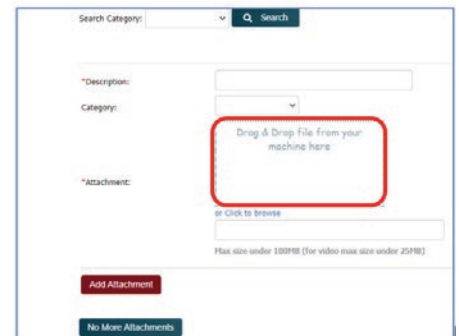 Search Category:
Search
*Description:
Category:
Drag & Drop file from your
machine here
*Attachment:
or Click to browse
Max size under 100MB (for video max size under 25MB)
Add Attachment
No More Attachments